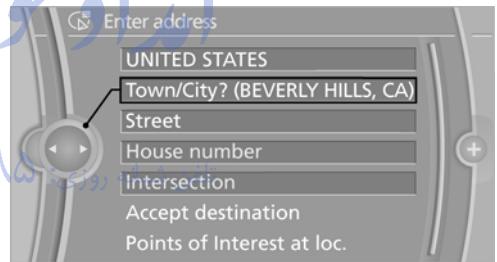 Enter address
UNITED STATES
Town/City? (BEVERLY HILLS, CA)
Street
House number
Intersection
Accept destination
Points of Interest at loc.